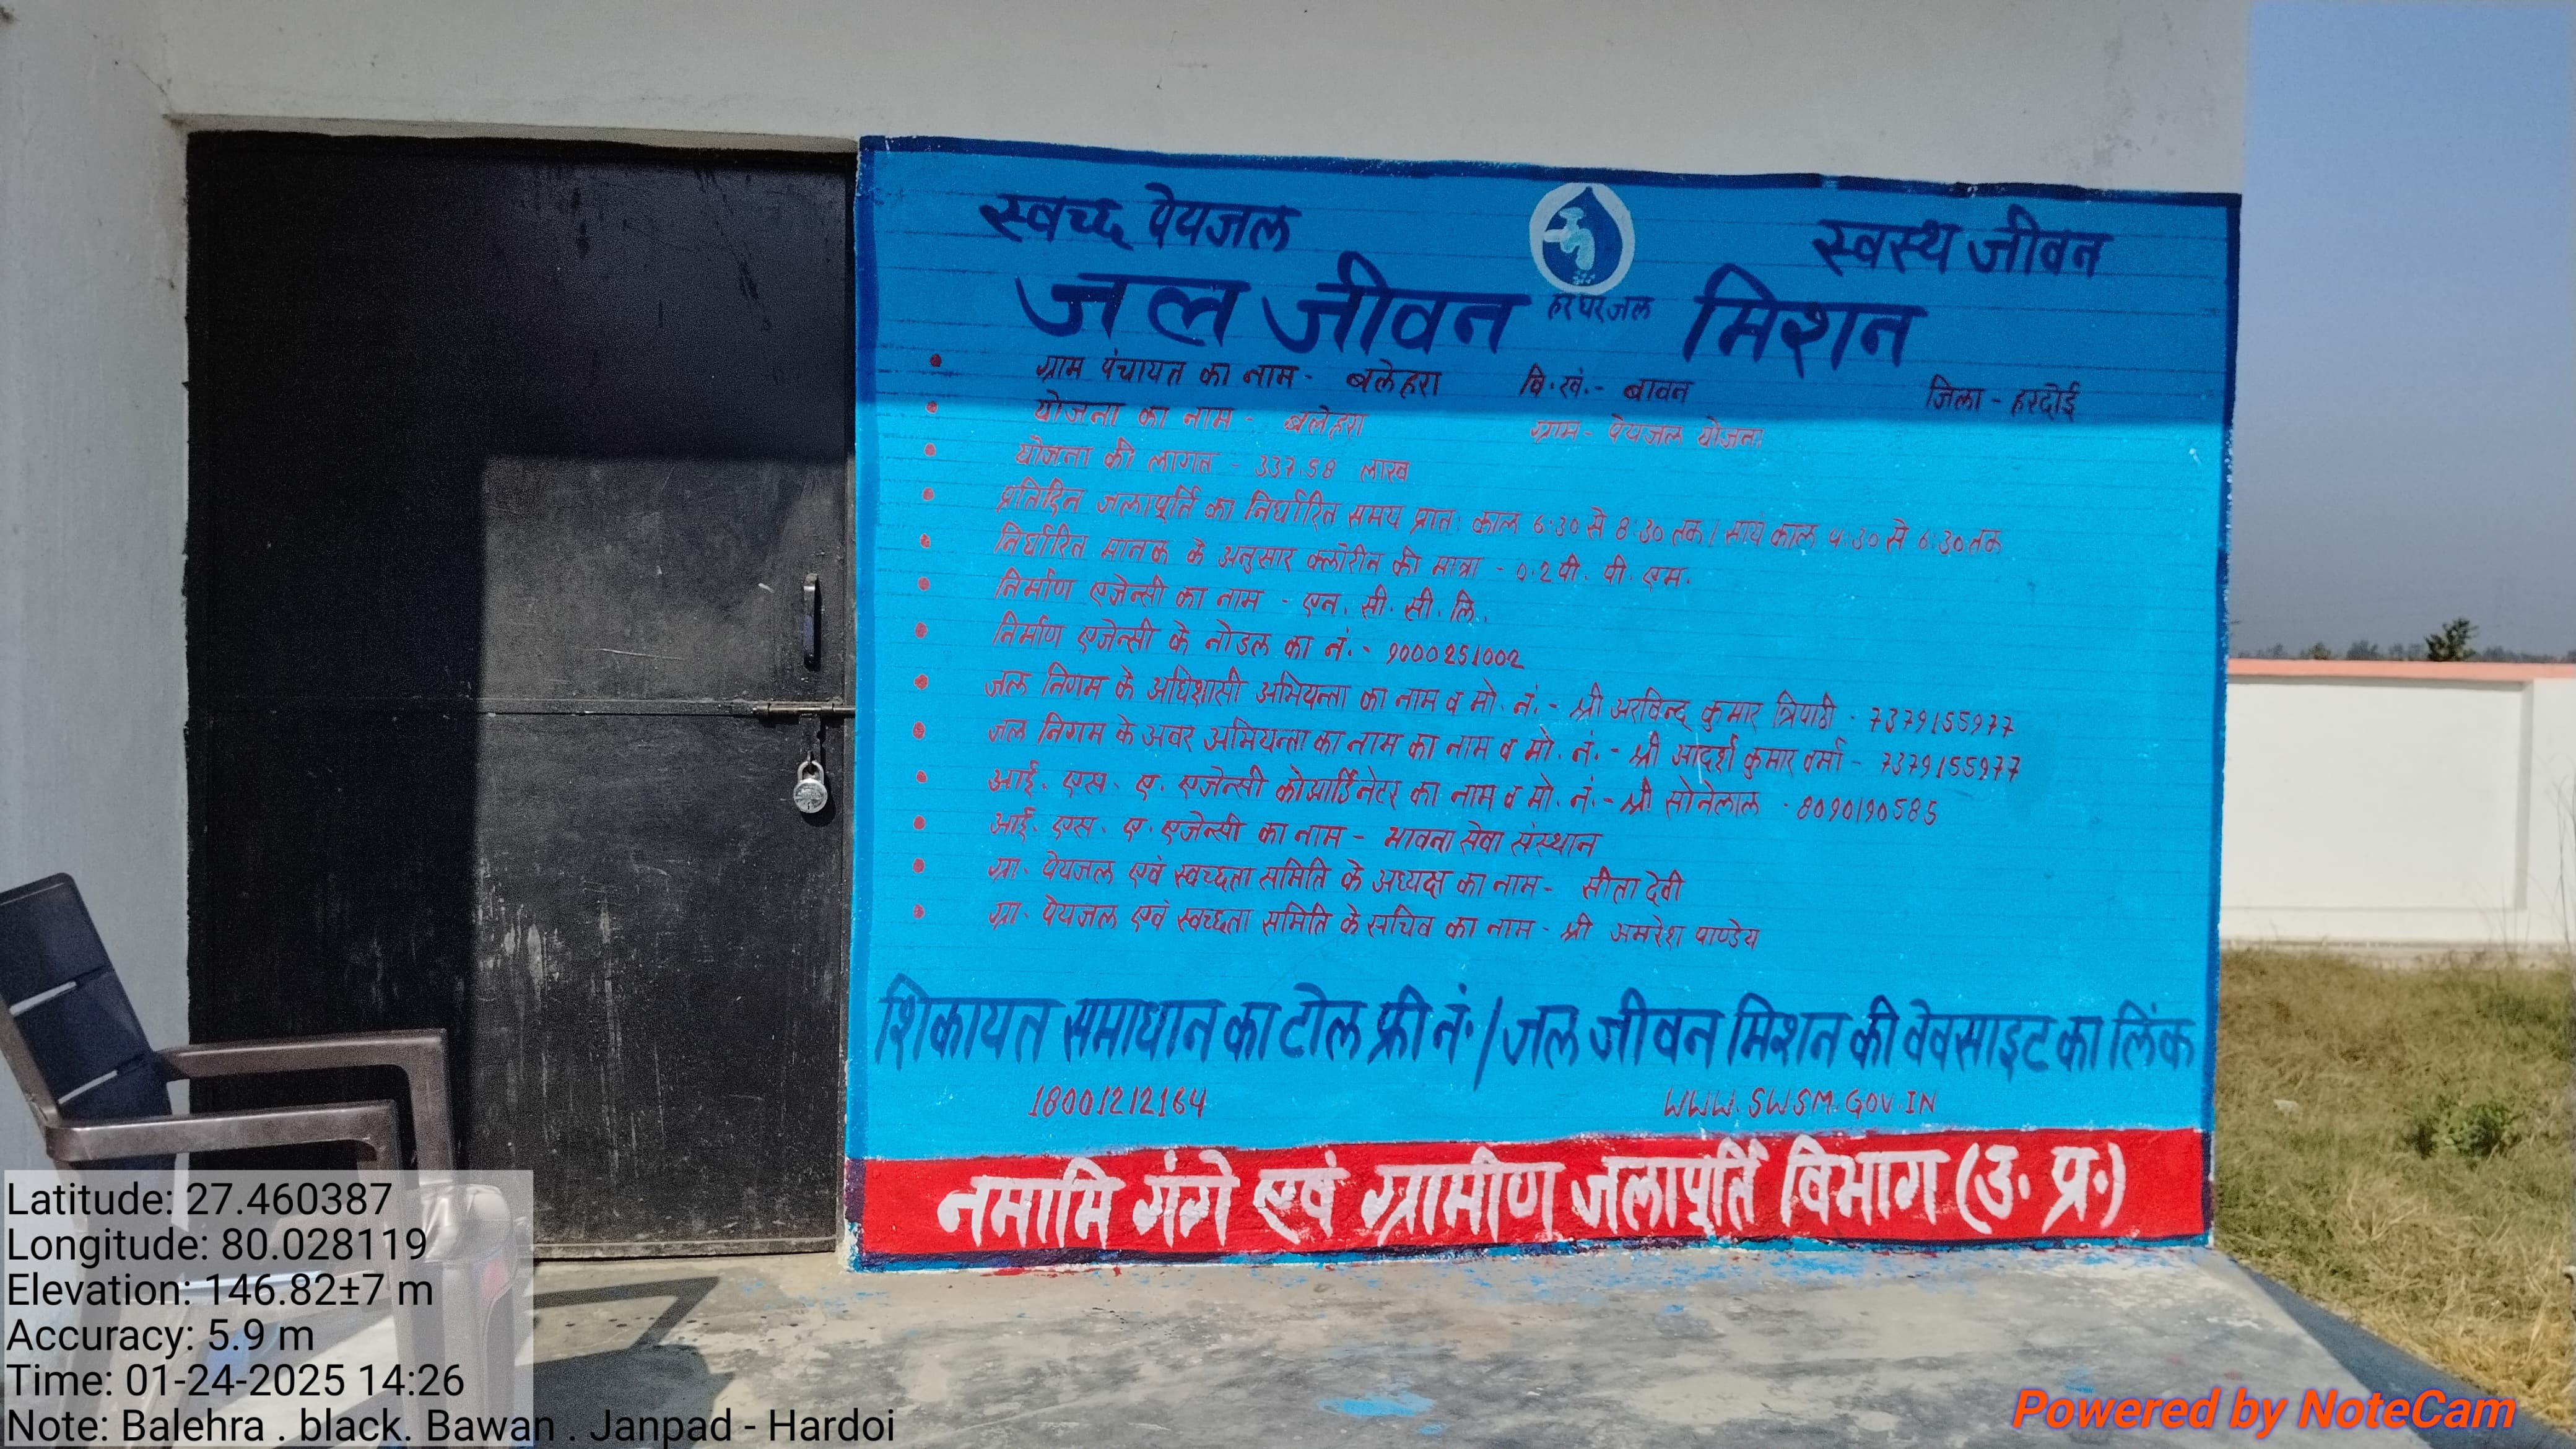 स्वच्छ पेयजल
स्वस्थ जीवन
जल जीवन मिशन
हर घर जल
ग्राम पंचायत का नाम - बलेहरा वि.खं.- बावन जिला - हरदोई
योजना का नाम - बलेहरा ग्राम - पेयजल योजना
योजना की लागत - 337.58 लाख
प्रतिदिन जलापूर्ति का निर्धारित समय प्रातः काल 6:30 से 8:30 तक / सायं काल 4:30 से 6:30 तक
निर्धारित मानक के अनुसार क्लोरीन की मात्रा - 0.2 पी. पी. एम.
निर्माण एजेन्सी का नाम - एन. सी. सी. लि.
निर्माण एजेन्सी के नोडल का नं. - 9000251002
जल निगम के अधिशासी अभियन्ता का नाम व मो. नं. - श्री अरविन्द कुमार त्रिपाठी - 7379155977
जल निगम के अवर अभियन्ता का नाम का नाम व मो. नं. - श्री आदर्श कुमार वर्मा - 7379155977
आई. एस. ए. एजेन्सी कोआर्डिनेटर का नाम व मो. नं. - श्री सोनेलाल - 8090190585
आई. एस. ए. एजेन्सी का नाम - भावना सेवा संस्थान
ग्रा. पेयजल एवं स्वच्छता समिति के अध्यक्ष का नाम - सीता देवी
ग्रा. पेयजल एवं स्वच्छता समिति के सचिव का नाम - श्री अमरेश पाण्डेय
शिकायत समाधान का टोल फ्री नं. / जल जीवन मिशन की वेवसाइट का लिंक
18001212164 WWW.SWSM.GOV.IN
नमामि गंगे एवं ग्रामीण जलापूर्ति विभाग (उ. प्र.)
Latitude: 27.460387
Longitude: 80.028119
Elevation: 146.82±7 m
Accuracy: 5.9 m
Time: 01-24-2025 14:26
Note: Balehra . black. Bawan . Janpad - Hardoi
Powered by NoteCam